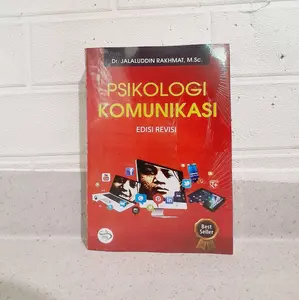 Dr. JALALUDDIN RAKHMAT, M.Sc.
PSIKOLOGI
KOMUNIKASI
EDISI REVISI
Best
Seller